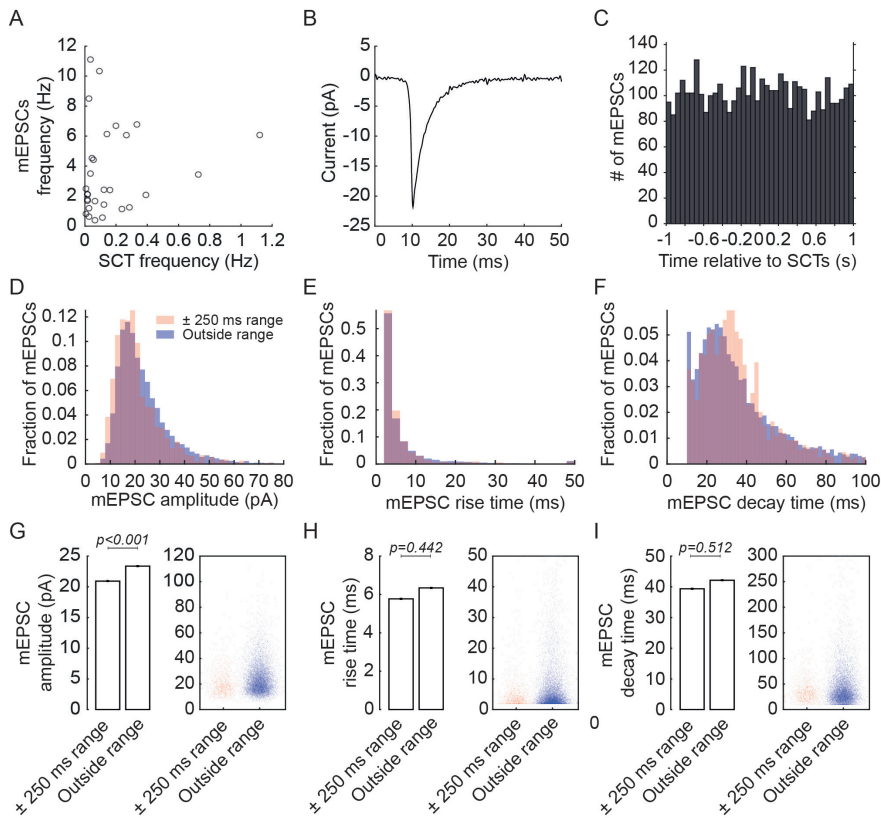 A
mEPSCs
frequency (Hz)
12
10
8
6
4
2
0
0 0.2 0.4 0.6 0.8 1 1.2
SCT frequency (Hz)
B
Current (pA)
5
0
-5
-10
-15
-20
-25
0 10 20 30 40 50
Time (ms)
C
# of mEPSCs
140
120
100
80
60
40
20
0
-1 -0.6 -0.2 0 0.2 0.6 1
Time relative to SCTs (s)
D
Fraction of mEPSCs
0.12
0.1
0.08
0.06
0.04
0.02
0
0 10 20 30 40 50 60 70 80
mEPSC amplitude (pA)
± 250 ms range
Outside range
E
Fraction of mEPSCs
0.5
0.4
0.3
0.2
0.1
0
0 10 20 30 40 50
mEPSC rise time (ms)
F
Fraction of mEPSCs
0.05
0.04
0.03
0.02
0.01
0
0 20 40 60 80 100
mEPSC decay time (ms)
G
mEPSC
amplitude (pA)
25
20
15
10
5
0
p<0.001
± 250 ms range
Outside range
120
100
80
60
40
20
0
± 250 ms range
Outside range
H
mEPSC
rise time (ms)
8
6
4
2
0
p=0.442
± 250 ms range
Outside range
50
40
30
20
10
0
± 250 ms range
Outside range
0
I
mEPSC
decay time (ms)
50
40
30
20
10
0
p=0.512
± 250 ms range
Outside range
300
250
200
150
100
50
0
± 250 ms range
Outside range